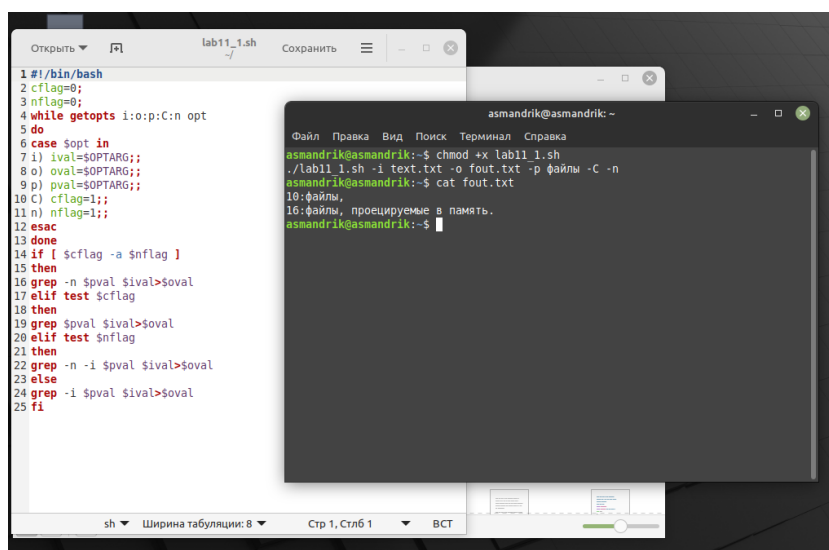 Открыть
lab11_1.sh
~/
Сохранить
1 #!/bin/bash
2 cflag=0;
3 nflag=0;
4 while getopts i:o:p:C:n opt
5 do
6 case $opt in
7 i) ival=$OPTARG;;
8 o) oval=$OPTARG;;
9 p) pval=$OPTARG;;
10 C) cflag=1;;
11 n) nflag=1;;
12 esac
13 done
14 if [ $cflag -a $nflag ]
15 then
16 grep -n $pval $ival>$oval
17 elif test $cflag
18 then
19 grep $pval $ival>$oval
20 elif test $nflag
21 then
22 grep -n -i $pval $ival>$oval
23 else
24 grep -i $pval $ival>$oval
25 fi
sh Ширина табуляции: 8 Стр 1, Стлб 1 ВСТ
asmandrik@asmandrik: ~
Файл Правка Вид Поиск Терминал Справка
asmandrik@asmandrik:~$ chmod +x lab11_1.sh
./lab11_1.sh -i text.txt -o fout.txt -p файлы -C -n
asmandrik@asmandrik:~$ cat fout.txt
10:файлы,
16:файлы, проецируемые в память.
asmandrik@asmandrik:~$